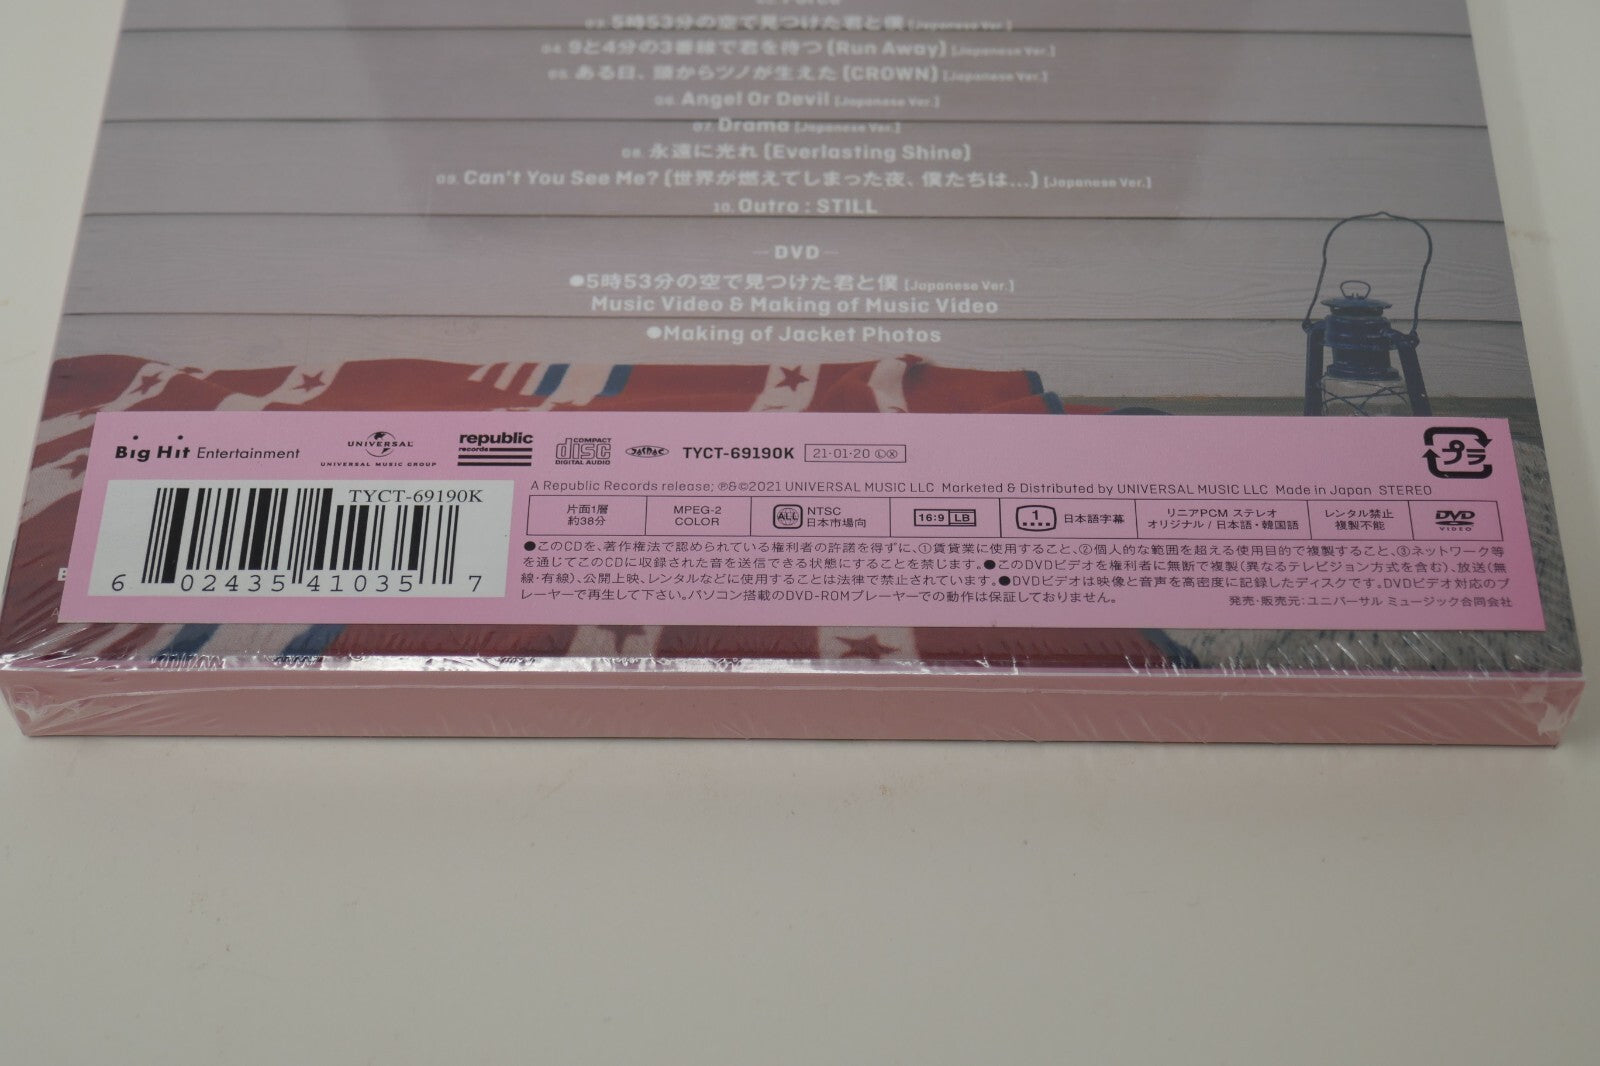 03. 5時53分の空で見つけた君と僕 [Japanese Ver.]
04. 9と4分の3番線で君を待つ (Run Away) [Japanese Ver.]
05. ある日、頭からツノが生えた (CROWN) [Japanese Ver.]
06. Angel Or Devil [Japanese Ver.]
07. Drama [Japanese Ver.]
08. 永遠に光れ (Everlasting Shine)
09. Can't You See Me? (世界が燃えてしまった夜、僕たちは...) [Japanese Ver.]
10. Outro : STILL
DVD
●5時53分の空で見つけた君と僕 [Japanese Ver.]
Music Video & Making of Music Video
●Making of Jacket Photos
Big Hit Entertainment
UNIVERSAL
UNIVERSAL MUSIC GROUP
republic
records
COMPACT
disc
DIGITAL AUDIO
TYCT-69190K
21·01·20 Ⓛ Ⓧ
プラ
A Republic Records release; ℗&©2021 UNIVERSAL MUSIC LLC Marketed & Distributed by UNIVERSAL MUSIC LLC Made in Japan STEREO
TYCT-69190K
6 02435 41035 7
片面1層
約38分
MPEG-2
COLOR
ALL
NTSC
日本市場向
16:9 LB
1
日本語字幕
リニアPCM ステレオ
オリジナル / 日本語・韓国語
レンタル禁止
複製不能
DVD
VIDEO
●このCDを、著作権法で認められている権利者の許諾を得ずに、①賃貸業に使用すること、②個人的な範囲を超える使用目的で複製すること、③ネットワーク等
を通じてこのCDに収録された音を送信できる状態にすることを禁じます。●このDVDビデオを権利者に無断で複製(異なるテレビジョン方式を含む)、放送(無
線・有線)、公開上映、レンタルなどに使用することは法律で禁止されています。●DVDビデオは映像と音声を高密度に記録したディスクです。DVDビデオ対応のプ
レーヤーで再生して下さい。パソコン搭載のDVD-ROMプレーヤーでの動作は保証しておりません。
発売・販売元:ユニバーサル ミュージック合同会社